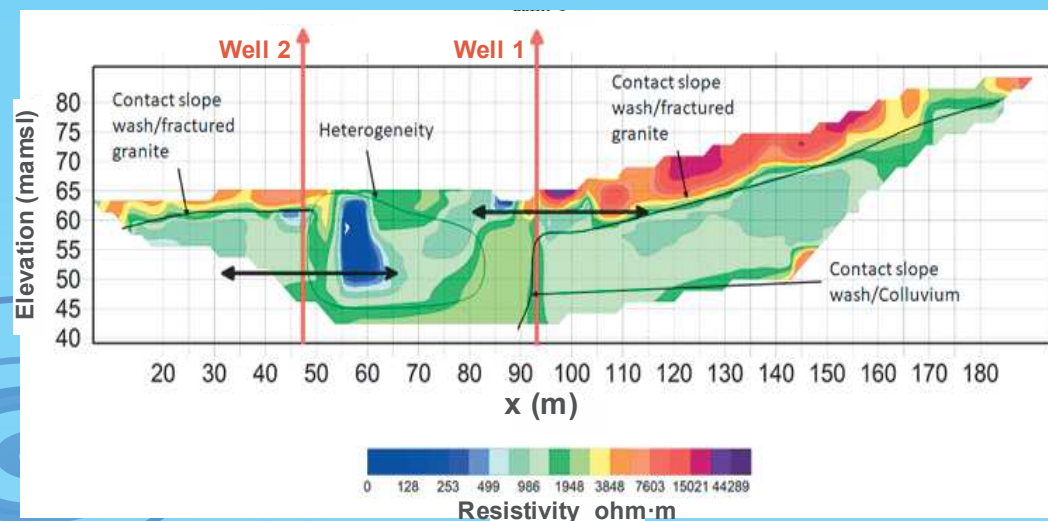 Well 2
Well 1
Contact slope
wash/fractured
granite
Heterogeneity
Contact slope
wash/fractured
granite
Contact slope
wash/Colluvium
Elevation (mamsl)
80
75
70
65
60
55
50
45
40
20 30 40 50 60 70 80 90 100 110 120 130 140 150 160 170 180
x (m)
0 128 253 499 986 1948 3848 7603 15021 44289
Resistivity ohm·m